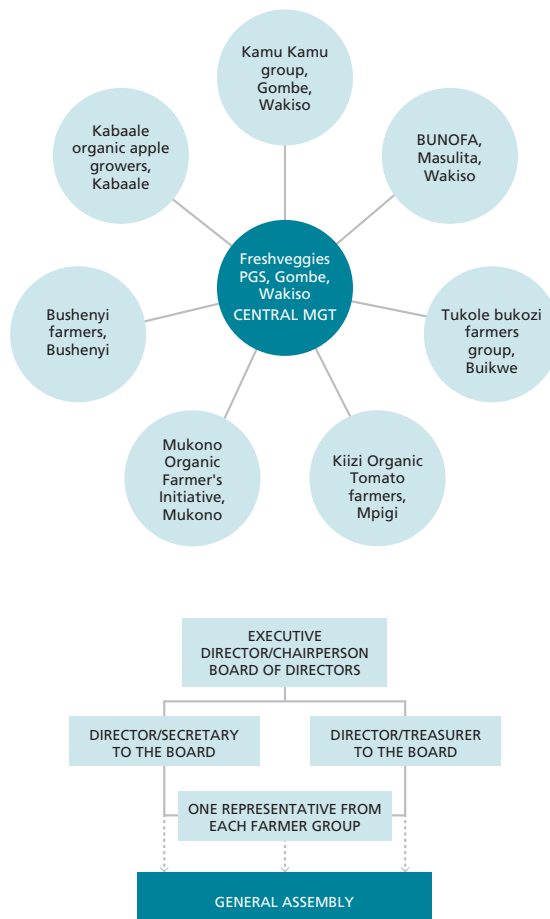 Kamu Kamu
group,
Gombe,
Wakiso
Kabaale
organic apple
growers,
Kabaale
BUNOFA,
Masulita,
Wakiso
Freshveggies
PGS, Gombe,
Wakiso
CENTRAL MGT
Bushenyi
farmers,
Bushenyi
Tukole bukozi
farmers
group,
Buikwe
Mukono
Organic
Farmer's
Initiative,
Mukono
Kiizi Organic
Tomato
farmers,
Mpigi
EXECUTIVE
DIRECTOR/CHAIRPERSON
BOARD OF DIRECTORS
DIRECTOR/SECRETARY
TO THE BOARD
DIRECTOR/TREASURER
TO THE BOARD
ONE REPRESENTATIVE FROM
EACH FARMER GROUP
GENERAL ASSEMBLY